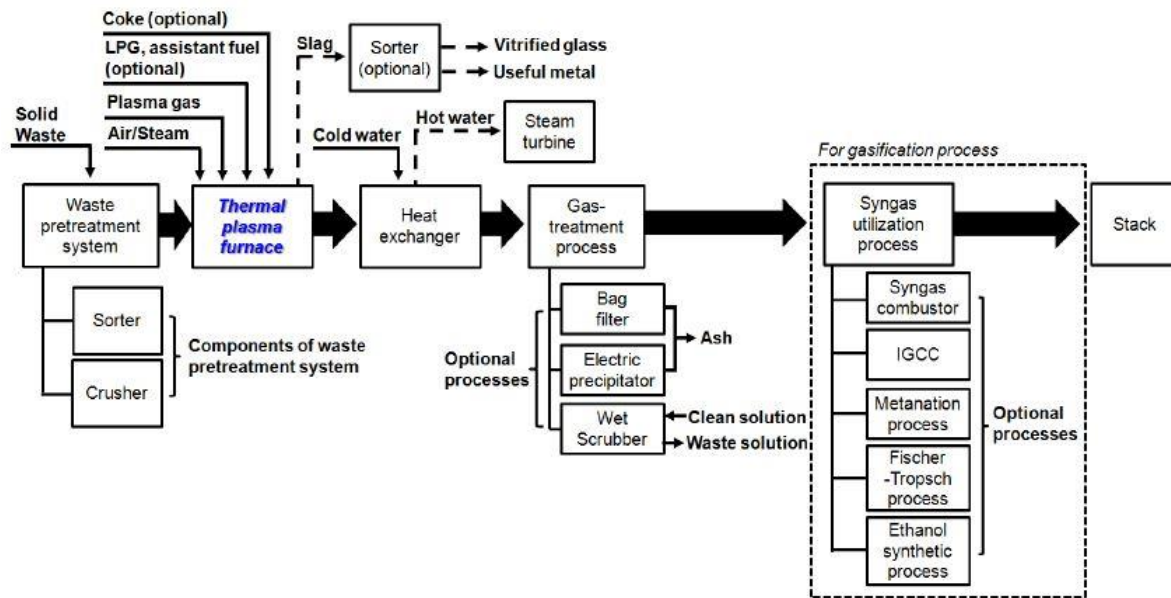 Coke (optional)
LPG, assistant fuel
(optional)
Plasma gas
Air/Steam
Solid
Waste
Slag
Sorter
(optional)
Vitrified glass
Useful metal
Cold water
Hot water
Steam
turbine
For gasification process
Waste
pretreatment
system
Thermal
plasma
furnace
Heat
exchanger
Gas-
treatment
process
Syngas
utilization
process
Stack
Sorter
Crusher
Components of waste
pretreatment system
Optional
processes
Bag
filter
Electric
precipitator
Ash
Wet
Scrubber
Clean solution
Waste solution
Syngas
combustor
IGCC
Metanation
process
Fischer
-Tropsch
process
Ethanol
synthetic
process
Optional
processes